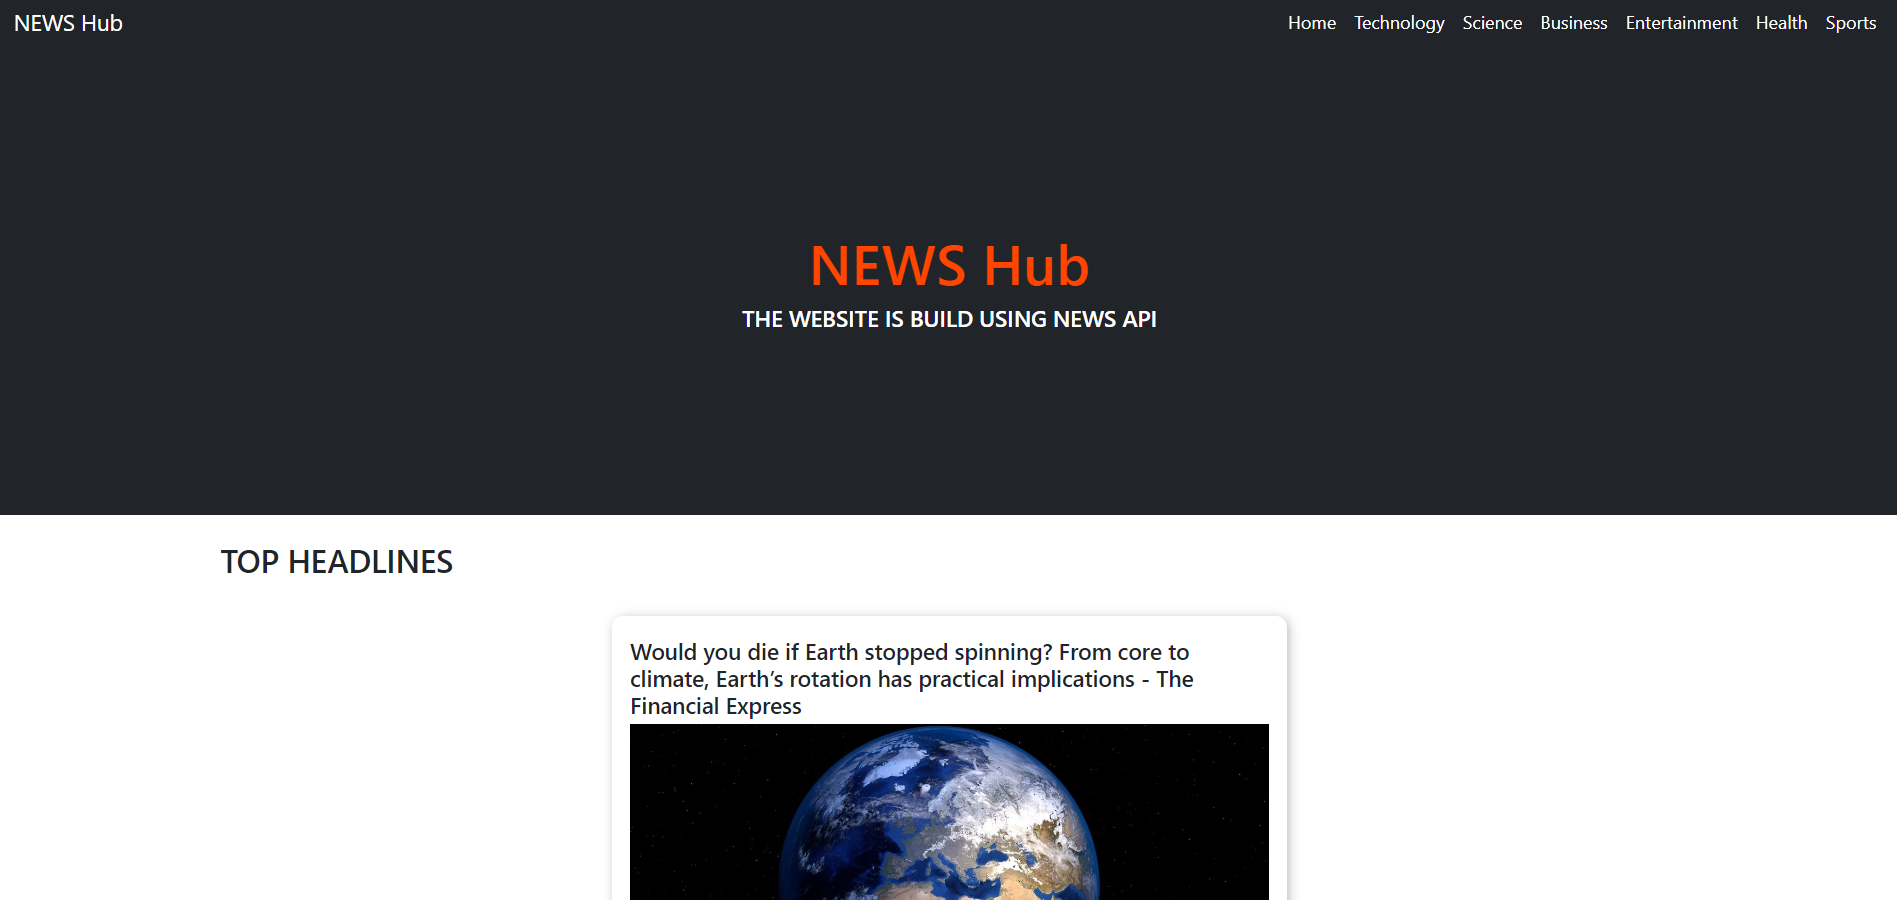 NEWS Hub
Home Technology Science Business Entertainment Health Sports
NEWS Hub
THE WEBSITE IS BUILD USING NEWS API
TOP HEADLINES
Would you die if Earth stopped spinning? From core to
climate, Earth’s rotation has practical implications - The
Financial Express